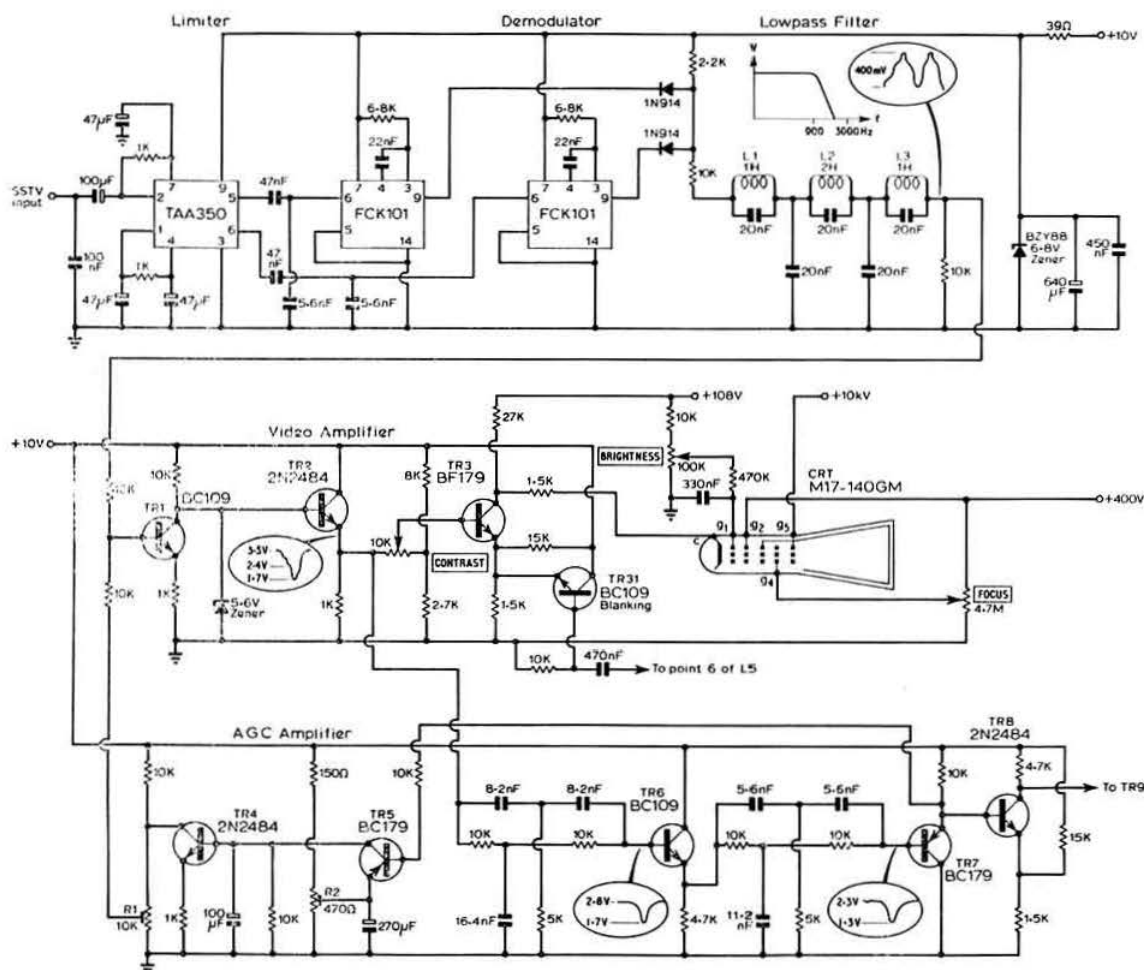 Limiter
Demodulator
Lowpass Filter
39Ω
+10V
2·2K
V
400mV
f
900
3000Hz
1N914
1N914
6·8K
6·8K
22nF
22nF
47µF
1K
100µF
SSTV input
100 nF
7
9
2
5
1
6
4
3
TAA350
1K
47µF
47µF
47nF
47 nF
5·6nF
5·6nF
7
4
3
6
9
5
14
FCK101
7
4
3
6
9
5
14
FCK101
10K
L1
1H
L2
2H
L3
1H
20nF
20nF
20nF
20nF
20nF
10K
BZY88
6·8V
Zener
640 µF
450 nF
+10V
Video Amplifier
10K
TR1
BC109
10K
1K
5·6V
Zener
TR2
2N2484
2·4V
1·7V
1K
10K
CONTRAST
8K
2·7K
TR3
BF179
27K
1·5K
15K
1·5K
TR31
BC109
Blanking
10K
470nF
To point 6 of L5
+108V
10K
BRIGHTNESS
100K
330nF
470K
+10kV
CRT
M17-140GM
c
g1
g2
g5
g4
+400V
FOCUS
4·7M
AGC Amplifier
10K
TR4
2N2484
R1
10K
1K
100 µF
10K
150Ω
TR5
BC179
R2
470Ω
270µF
10K
8·2nF
8·2nF
10K
10K
16·4nF
5K
TR6
BC109
2·8V
1·7V
4·7K
5·6nF
5·6nF
10K
10K
11·2 nF
5K
2·3V
1·3V
10K
TR7
BC179
TR8
2N2484
4·7K
To TR9
15K
1·5K